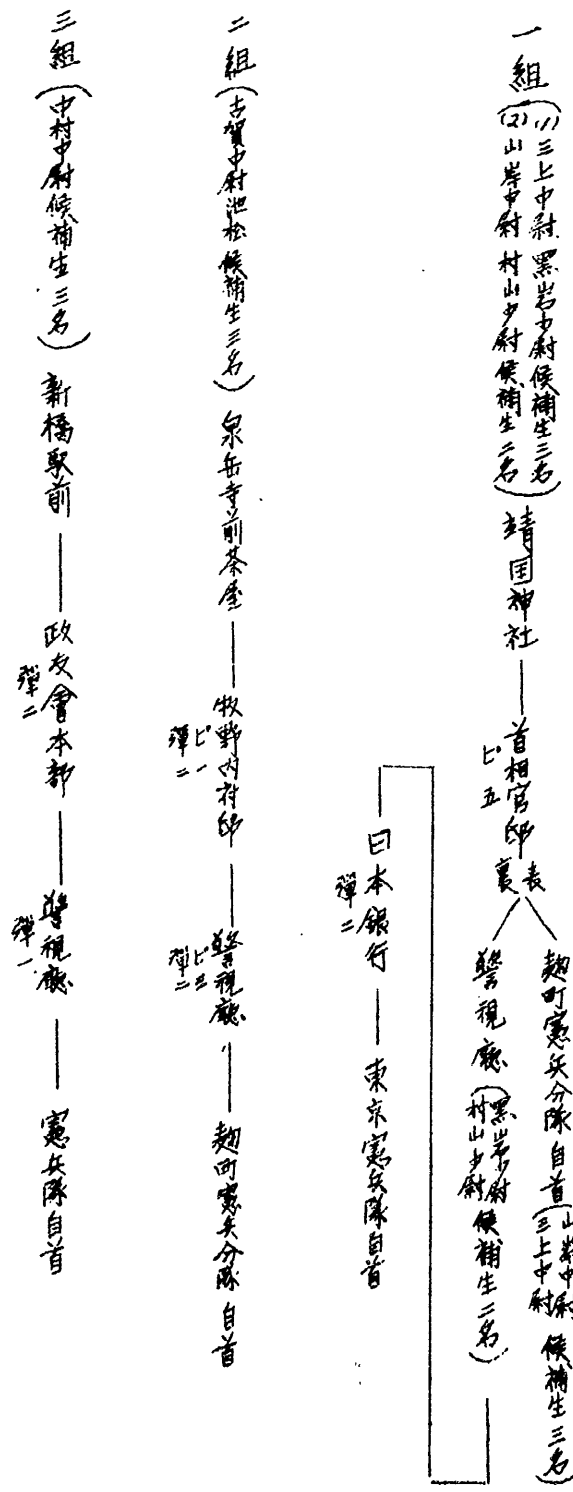 一組
(1)三上中尉 黒岩少尉 候補生三名
(2)山岸中尉 村山少尉 候補生二名
靖国神社
首相官邸
ピ五
表
裏
麹町憲兵分隊 自首
山岸中尉
三上中尉
候補生三名
警視廳
黒岩少尉
村山少尉
候補生二名
日本銀行
弾二
東京憲兵隊自首
二組
(古賀中尉 池松 候補生三名)
泉岳寺前茶屋
牧野内府邸
ピ一
弾二
警視廳
ピ三
弾二
麹町憲兵分隊 自首
三組
(中村中尉 候補生三名)
新橋駅前
政友會本部
弾二
警視廳
弾一
憲兵隊自首